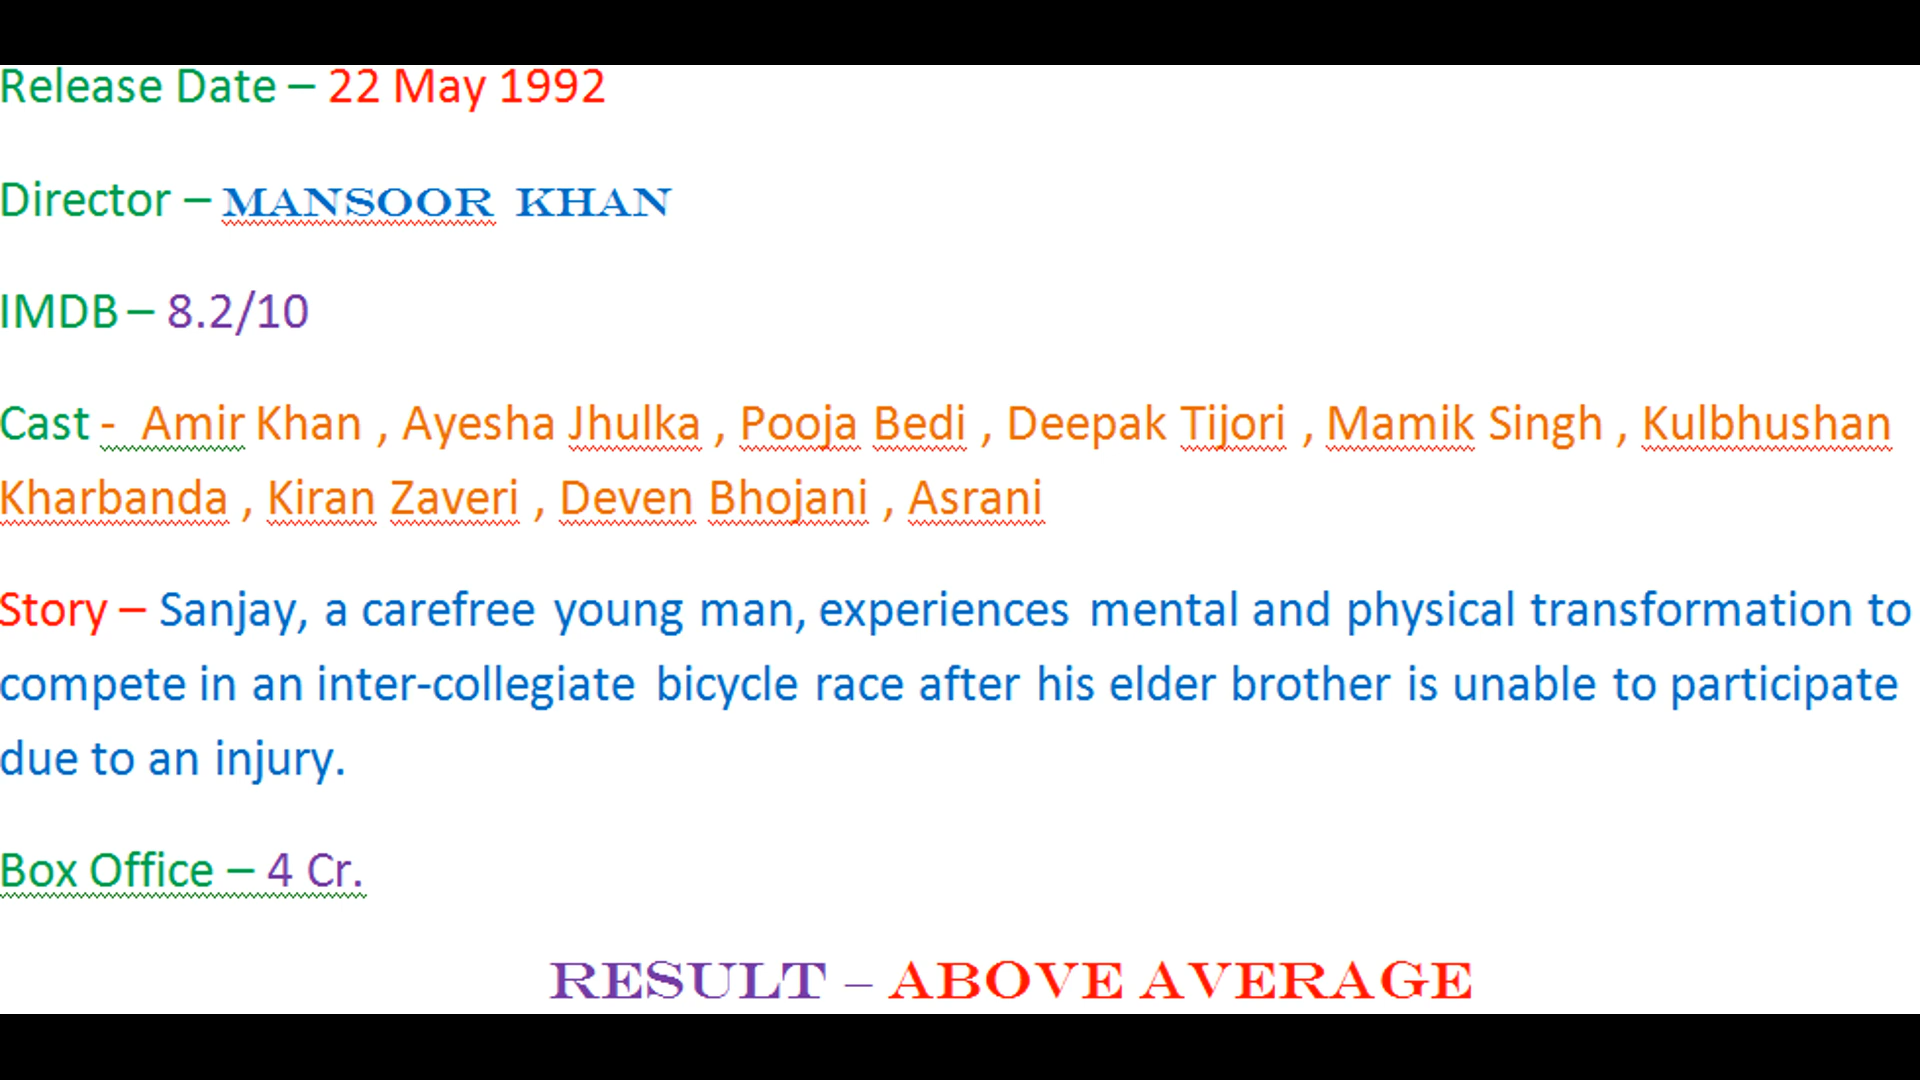 Release Date – 22 May 1992
Director – MANSOOR KHAN
IMDB – 8.2/10
Cast - Amir Khan , Ayesha Jhulka , Pooja Bedi , Deepak Tijori , Mamik Singh , Kulbhushan
Kharbanda , Kiran Zaveri , Deven Bhojani , Asrani
Story – Sanjay, a carefree young man, experiences mental and physical transformation to
compete in an inter-collegiate bicycle race after his elder brother is unable to participate
due to an injury.
Box Office – 4 Cr.
RESULT – ABOVE AVERAGE